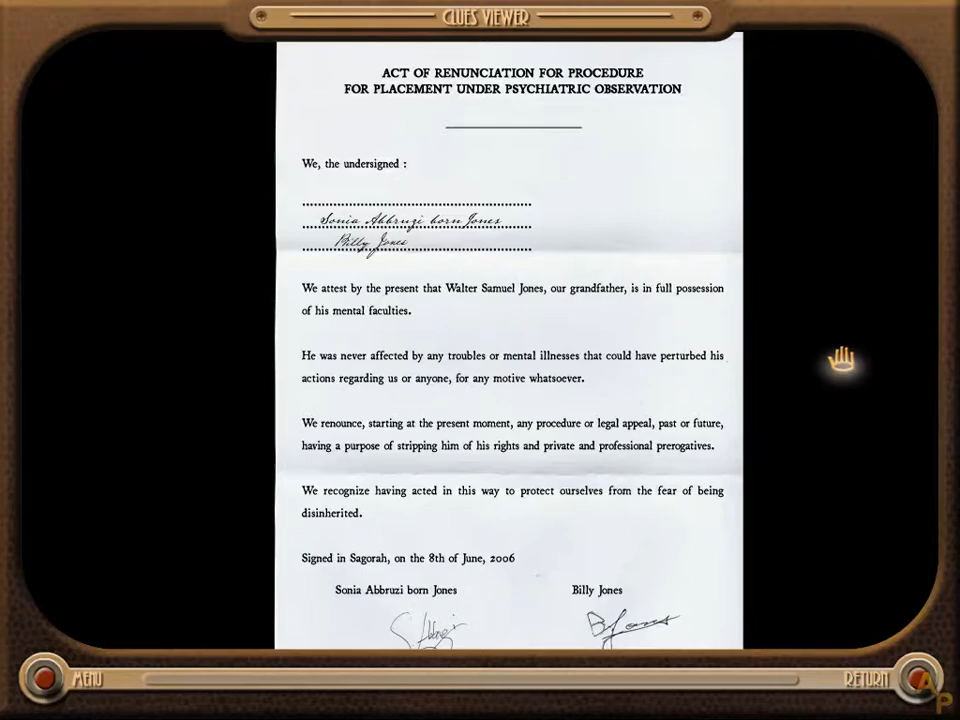 CLUES VIEWER
ACT OF RENUNCIATION FOR PROCEDURE
FOR PLACEMENT UNDER PSYCHIATRIC OBSERVATION
We, the undersigned :
Sonia Abbruzi born Jones
Billy Jones
We attest by the present that Walter Samuel Jones, our grandfather, is in full possession
of his mental faculties.
He was never affected by any troubles or mental illnesses that could have perturbed his
actions regarding us or anyone, for any motive whatsoever.
We renounce, starting at the present moment, any procedure or legal appeal, past or future,
having a purpose of stripping him of his rights and private and professional prerogatives.
We recognize having acted in this way to protect ourselves from the fear of being
disinherited.
Signed in Sagorah, on the 8th of June, 2006
Sonia Abbruzi born Jones Billy Jones
S. Abbruzi B Jones
MENU RETURN
AP